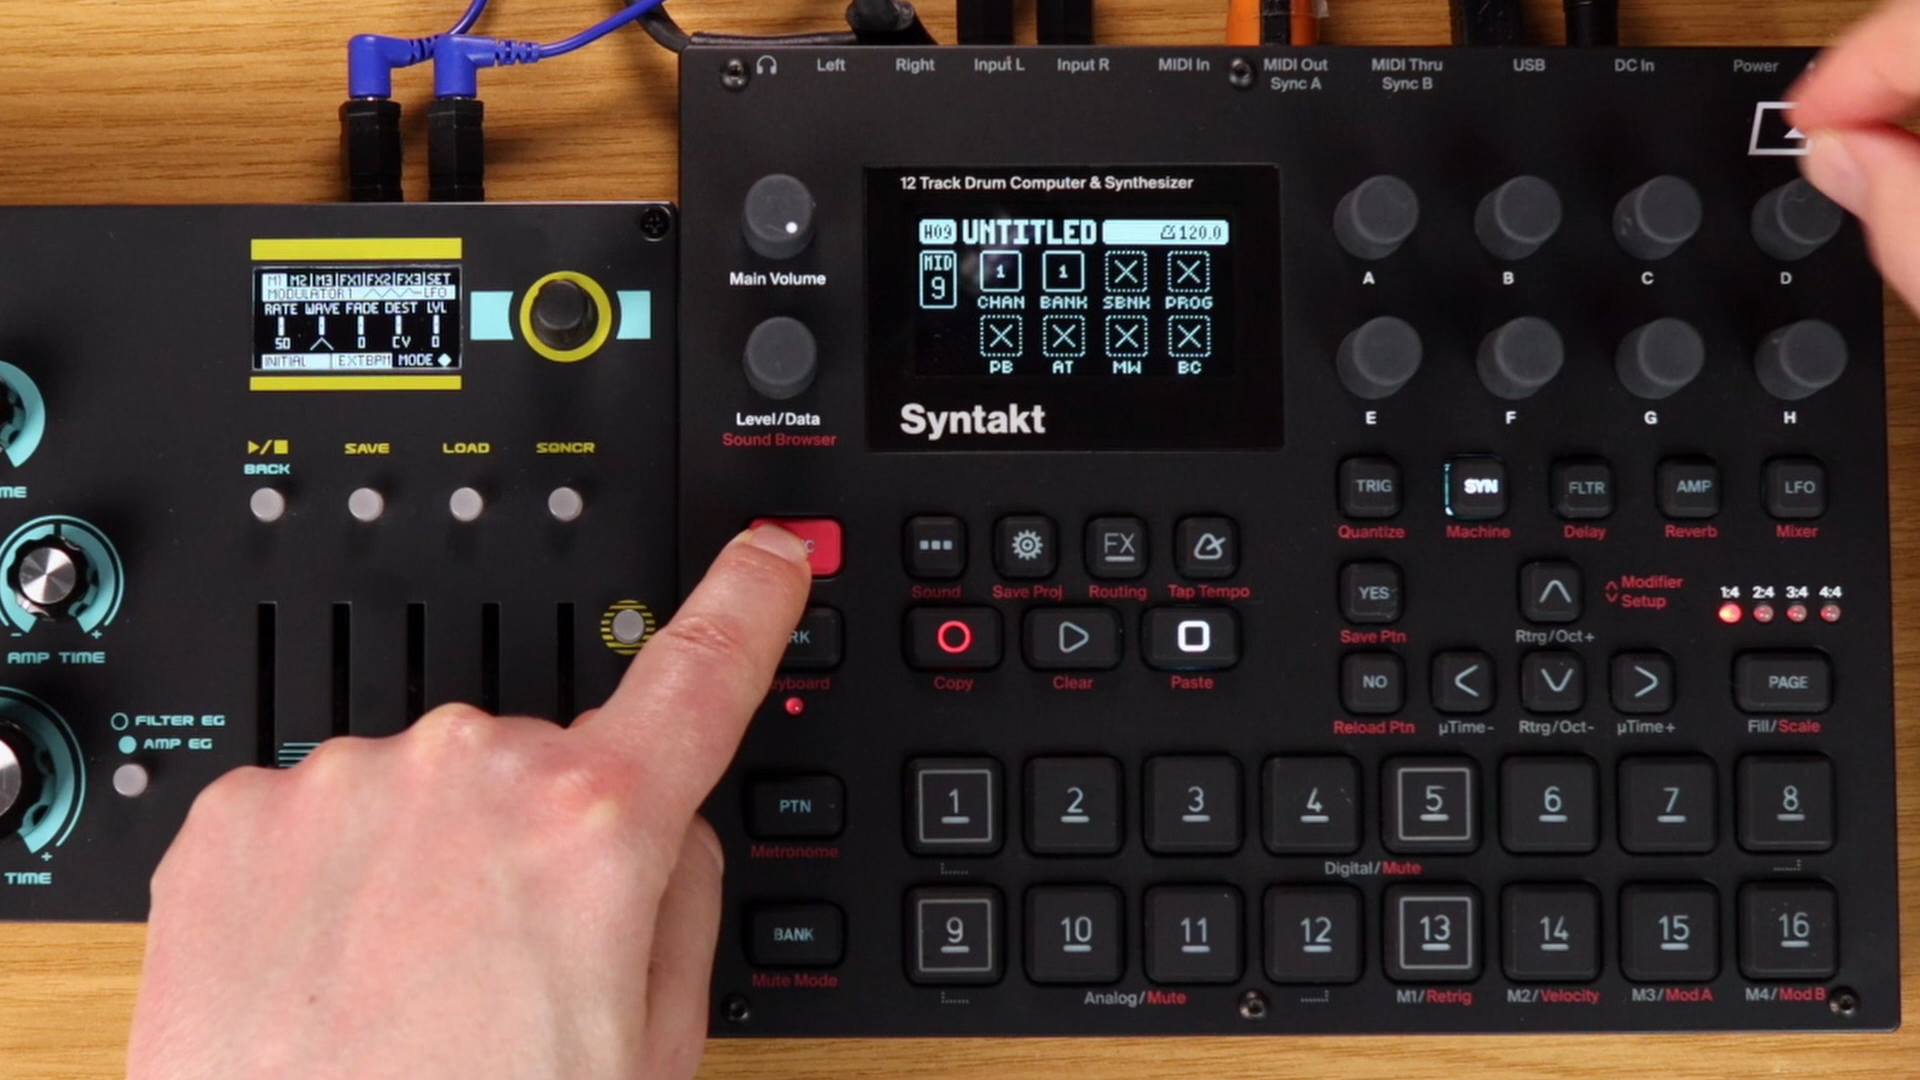 Left Right Input L Input R MIDI In MIDI Out MIDI Thru USB DC In Power
Sync A Sync B
12 Track Drum Computer & Synthesizer
H09 UNTITLED 120.0
MID 1 1
9
CHAN BANK SBNK PROG
PB AT MW BC
Syntakt
Main Volume
Level/Data
Sound Browser
A B C D
E F G H
M1 M2 M3 FX1 FX2 FX3 SET
MODULATOR1 LFO
RATE WAVE FADE DEST LVL
50 0 CV 0
INITIAL EXTBPM MODE
BACK
SAVE
LOAD
AMP TIME
FILTER EG
AMP EG
TIME
TRIG SYN FLTR AMP LFO
Quantize Machine Delay Reverb Mixer
FX
Sound Save Proj Routing Tap Tempo
YES
Save Ptn
Modifier
Setup
Rtrg/Oct+
1:4 2:4 3:4 4:4
Copy Clear Paste
NO PAGE
Reload Ptn µTime- Rtrg/Oct- µTime+ Fill/Scale
PTN
Metronome
BANK
Mute Mode
1 2 3 4 5 6 7 8
Digital/Mute
9 10 11 12 13 14 15 16
Analog/Mute M1/Retrig M2/Velocity M3/Mod A M4/Mod B